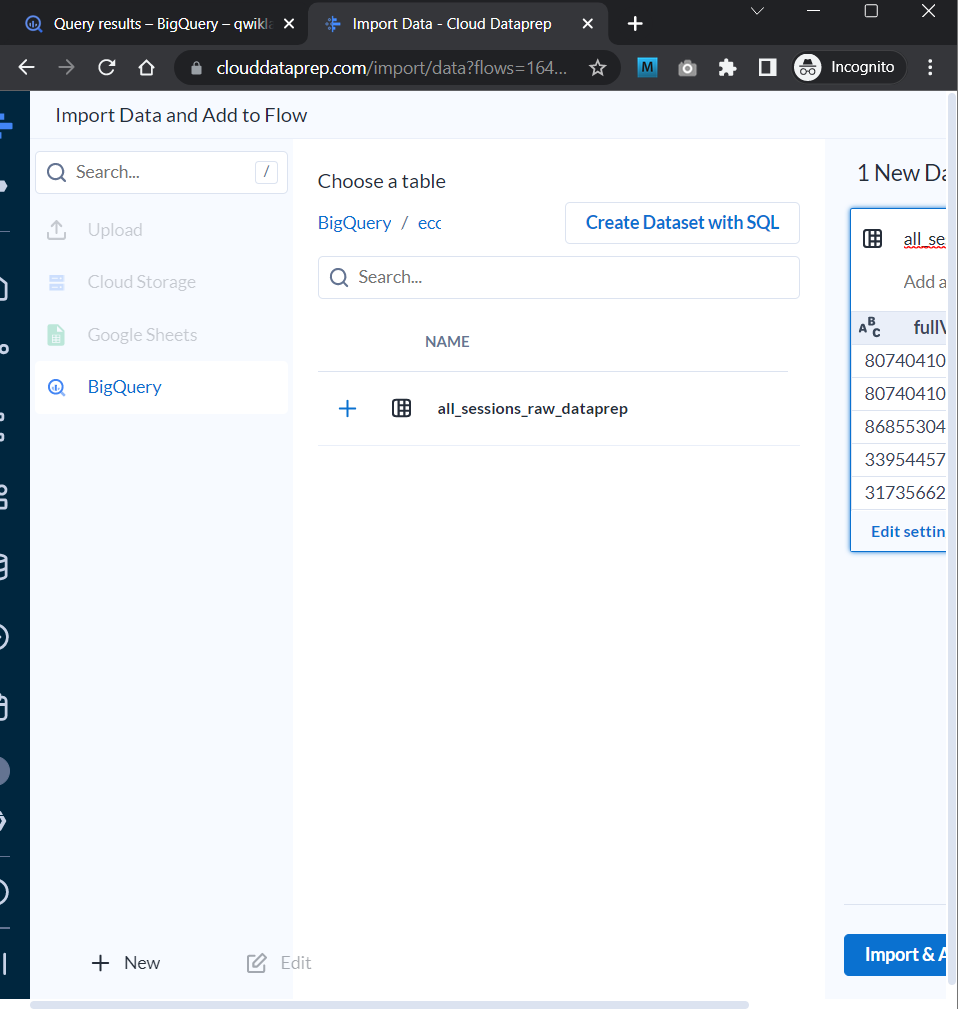 Query results – BigQuery – qwikla
Import Data - Cloud Dataprep
clouddataprep.com/import/data?flows=164...
M
Incognito
Import Data and Add to Flow
Search...
/
Upload
Cloud Storage
Google Sheets
BigQuery
Choose a table
BigQuery / ecc
Create Dataset with SQL
Search...
NAME
all_sessions_raw_dataprep
1 New Da
all_se
Add a
ABC
full
80740410
80740410
86855304
33954457
31735662
Edit settin
Import & A
New
Edit